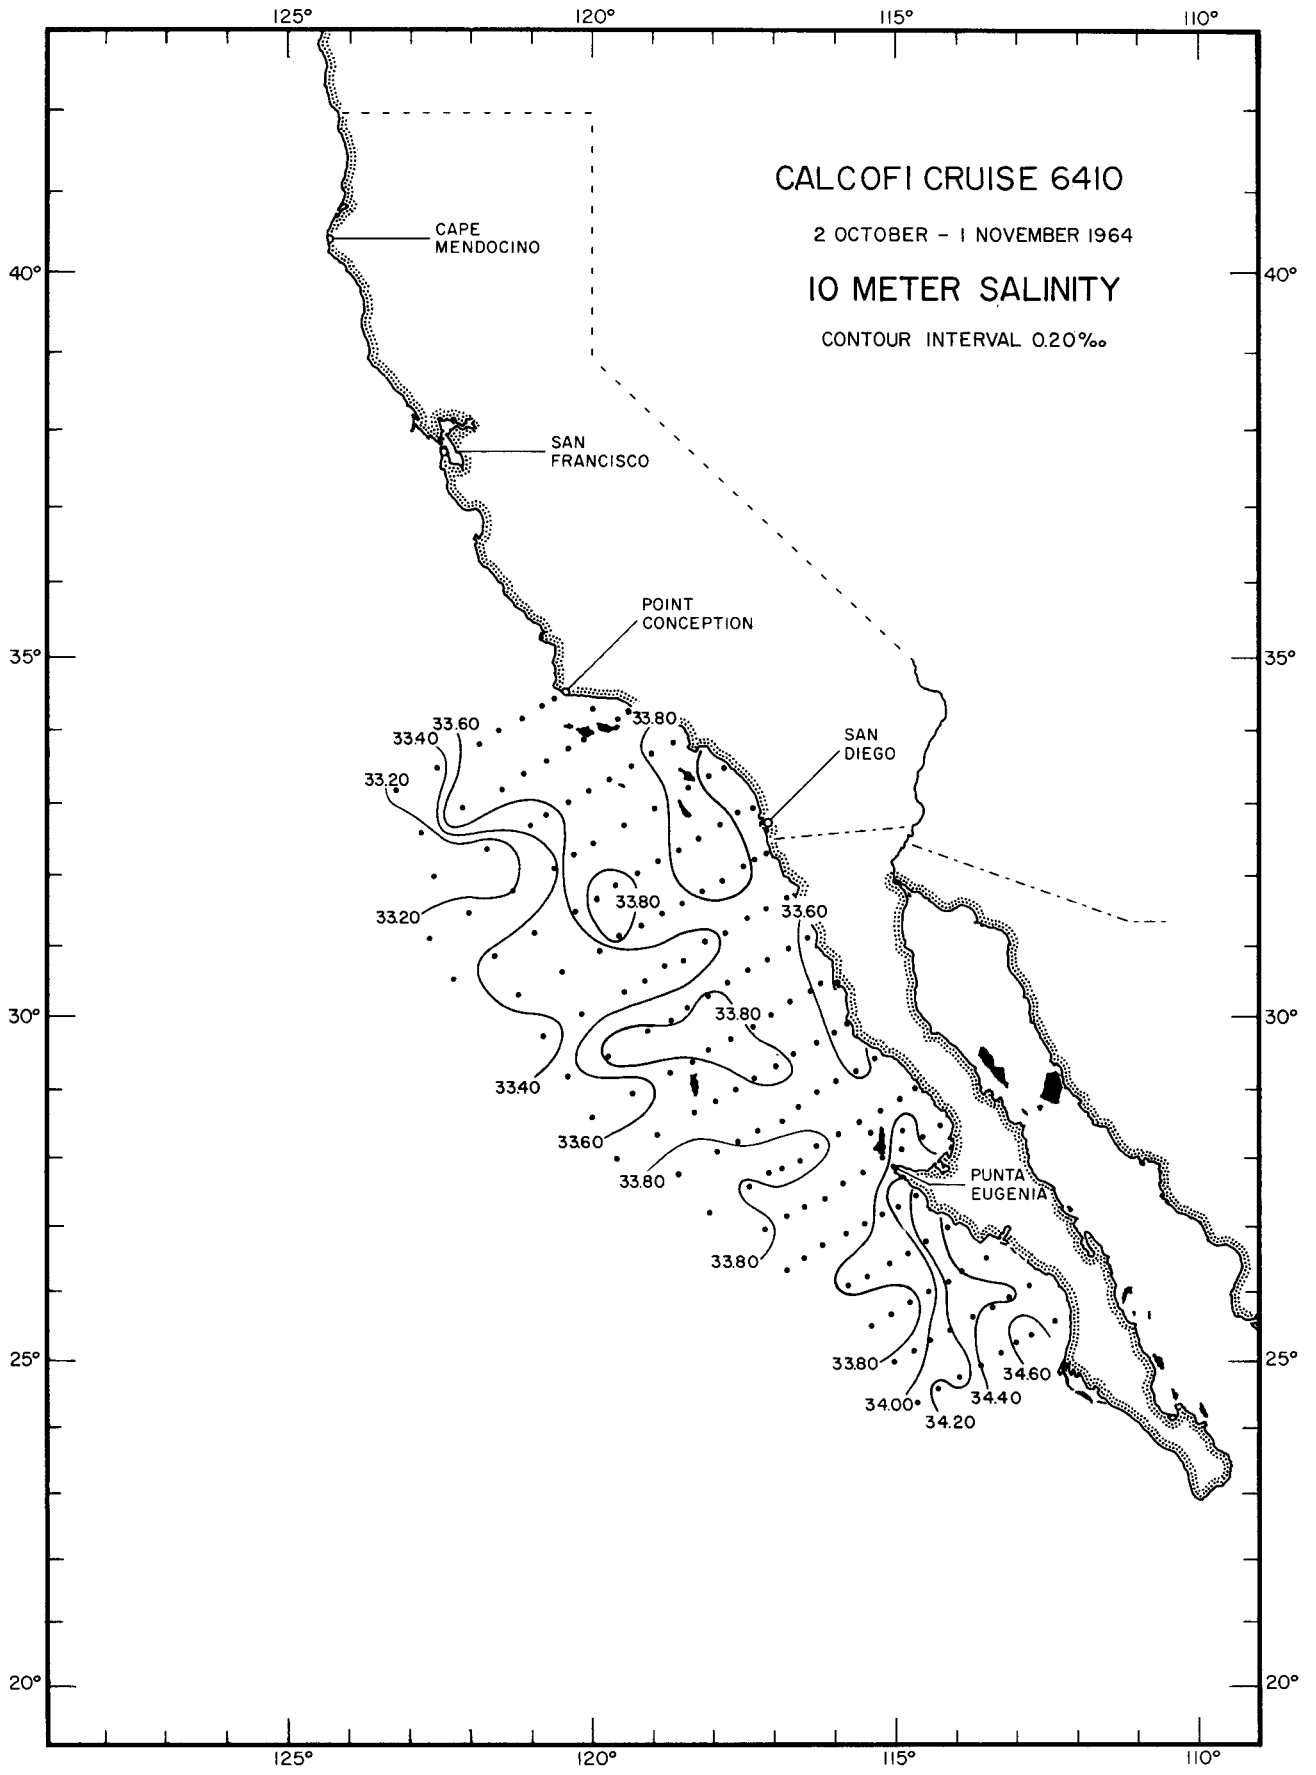 125° 120° 115° 110°
CALCOFI CRUISE 6410
2 OCTOBER - 1 NOVEMBER 1964
10 METER SALINITY
CONTOUR INTERVAL 0.20‰
CAPE
MENDOCINO
40° 40°
SAN
FRANCISCO
POINT
CONCEPTION
35° 35°
33.80
33.60
33.40
SAN
DIEGO
33.20
33.80
33.60
33.20
30° 33.80 30°
33.40
33.60
33.80
PUNTA
EUGENIA
33.80
25° 33.80 25°
34.60
34.40
34.00
34.20
20° 20°
125° 120° 115° 110°